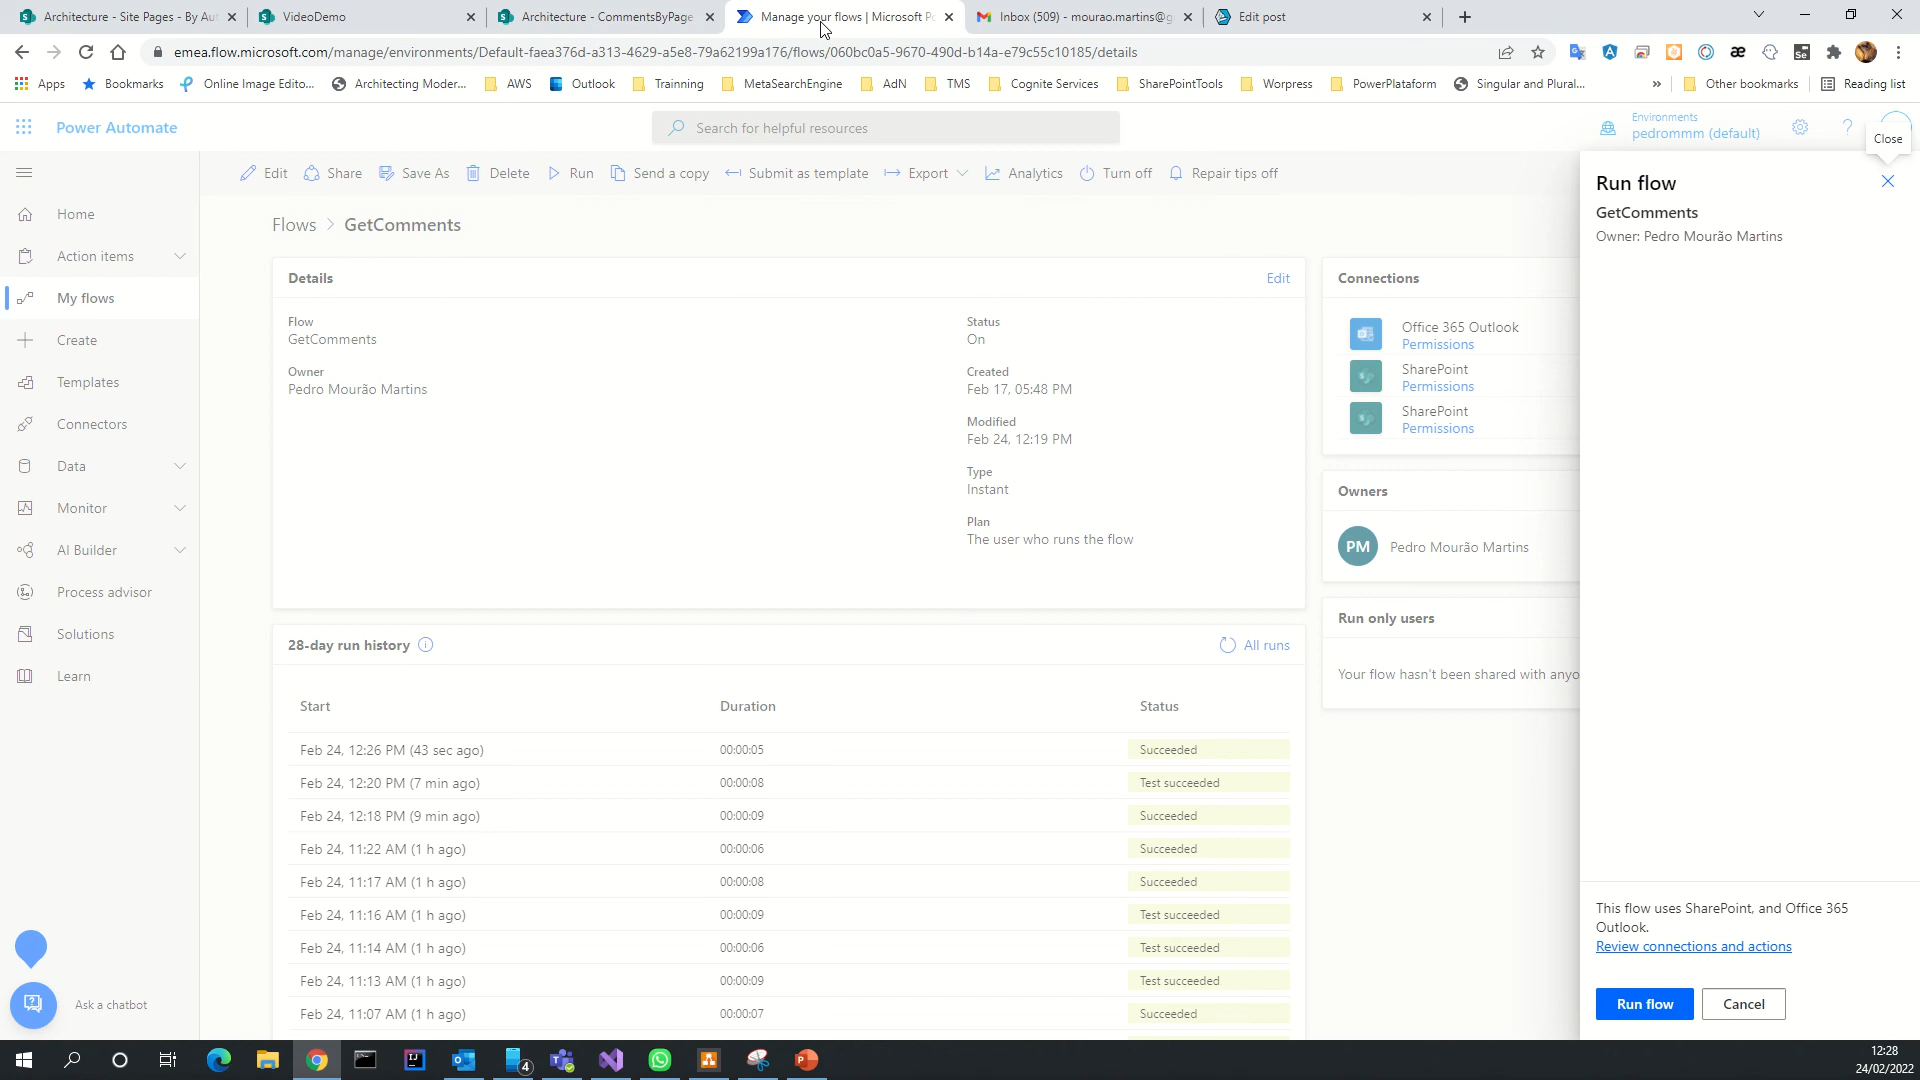 Architecture - Site Pages - By Aut
VideoDemo
Architecture - CommentsByPage
Manage your flows | Microsoft Po
Inbox (509) - mourao.martins@g
Edit post
emea.flow.microsoft.com/manage/environments/Default-faea376d-a313-4629-a5e8-79a62199a176/flows/060bc0a5-9670-490d-b14a-e79c55c10185/details
Apps
Bookmarks
Online Image Edito...
Architecting Moder...
AWS
Outlook
Trainning
MetaSearchEngine
AdN
TMS
Cognite Services
SharePointTools
Worpress
PowerPlataform
Singular and Plural...
»
Other bookmarks
Reading list
Power Automate
Search for helpful resources
Environments
pedrommm (default)
?
Close
Edit
Share
Save As
Delete
Run
Send a copy
Submit as template
Export
Analytics
Turn off
Repair tips off
Home
Action items
My flows
Create
Templates
Connectors
Data
Monitor
AI Builder
Process advisor
Solutions
Learn
Ask a chatbot
Flows > GetComments
Details
Edit
Flow
GetComments
Owner
Pedro Mourão Martins
Status
On
Created
Feb 17, 05:48 PM
Modified
Feb 24, 12:19 PM
Type
Instant
Plan
The user who runs the flow
28-day run history
All runs
Start Duration Status
Feb 24, 12:26 PM (43 sec ago) 00:00:05 Succeeded
Feb 24, 12:20 PM (7 min ago) 00:00:08 Test succeeded
Feb 24, 12:18 PM (9 min ago) 00:00:09 Succeeded
Feb 24, 11:22 AM (1 h ago) 00:00:06 Succeeded
Feb 24, 11:17 AM (1 h ago) 00:00:08 Succeeded
Feb 24, 11:16 AM (1 h ago) 00:00:09 Test succeeded
Feb 24, 11:14 AM (1 h ago) 00:00:06 Test succeeded
Feb 24, 11:13 AM (1 h ago) 00:00:09 Test succeeded
Feb 24, 11:07 AM (1 h ago) 00:00:07 Succeeded
Connections
Office 365 Outlook
Permissions
SharePoint
Permissions
SharePoint
Permissions
Owners
PM Pedro Mourão Martins
Run only users
Your flow hasn't been shared with anyo
Run flow
GetComments
Owner: Pedro Mourão Martins
This flow uses SharePoint, and Office 365
Outlook.
Review connections and actions
Run flow
Cancel
4
12:28
24/02/2022